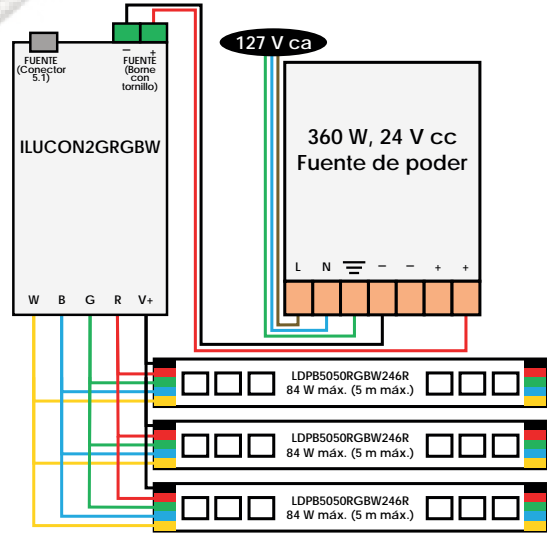 127 V ca
− +
FUENTE
(Conector
5.1)
FUENTE
(Borne
con
tornillo)
ILUCON2GRGBW
360 W, 24 V cc
Fuente de poder
L N − − + +
W B G R V+
LDPB5050RGBW246R
84 W máx. (5 m máx.)
LDPB5050RGBW246R
84 W máx. (5 m máx.)
LDPB5050RGBW246R
84 W máx. (5 m máx.)